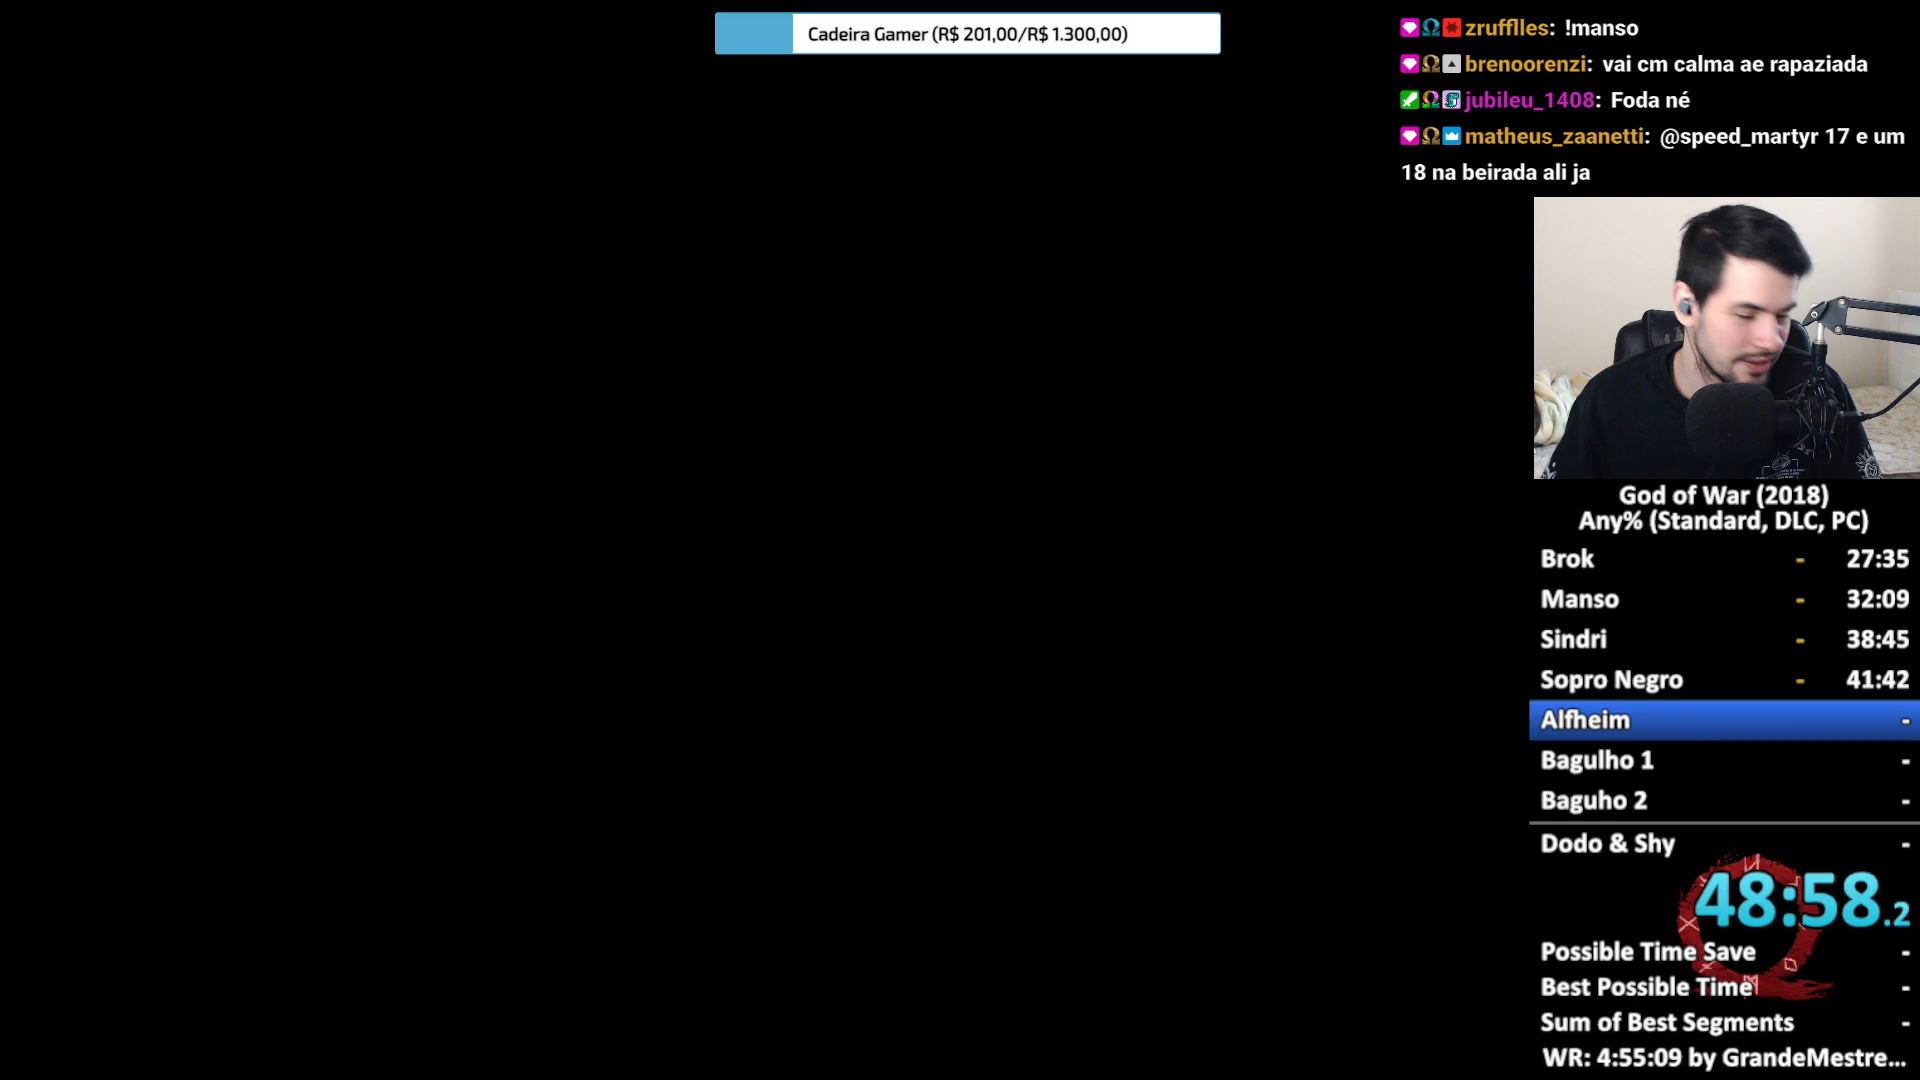 Cadeira Gamer (R$ 201,00/R$ 1.300,00)
zrufflles: !manso
brenoorenzi: vai cm calma ae rapaziada
jubileu_1408: Foda né
matheus_zaanetti: @speed_martyr 17 e um
18 na beirada ali ja
God of War (2018)
Any% (Standard, DLC, PC)
Brok - 27:35
Manso - 32:09
Sindri - 38:45
Sopro Negro - 41:42
Alfheim -
Bagulho 1 -
Baguho 2 -
Dodo & Shy -
48:58.2
Possible Time Save -
Best Possible Time -
Sum of Best Segments -
WR: 4:55:09 by GrandeMestre...